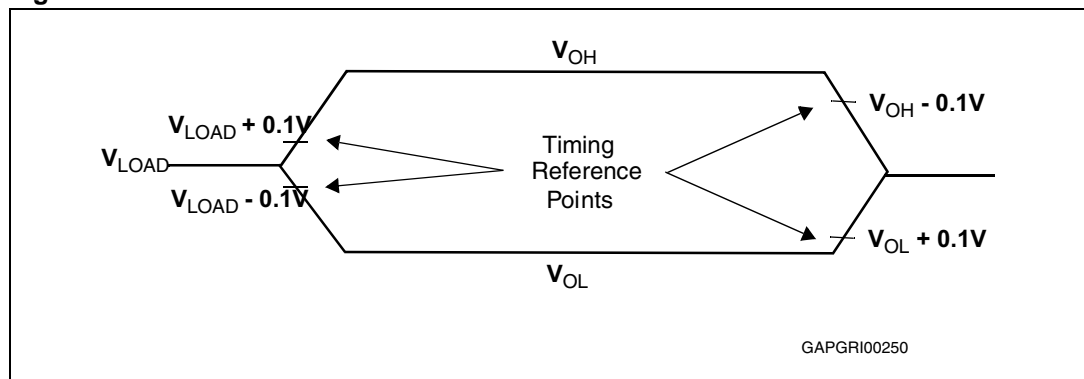 V_OH
V_LOAD + 0.1V
V_LOAD
V_LOAD - 0.1V
Timing
Reference
Points
V_OH - 0.1V
V_OL + 0.1V
V_OL
GAPGRI00250